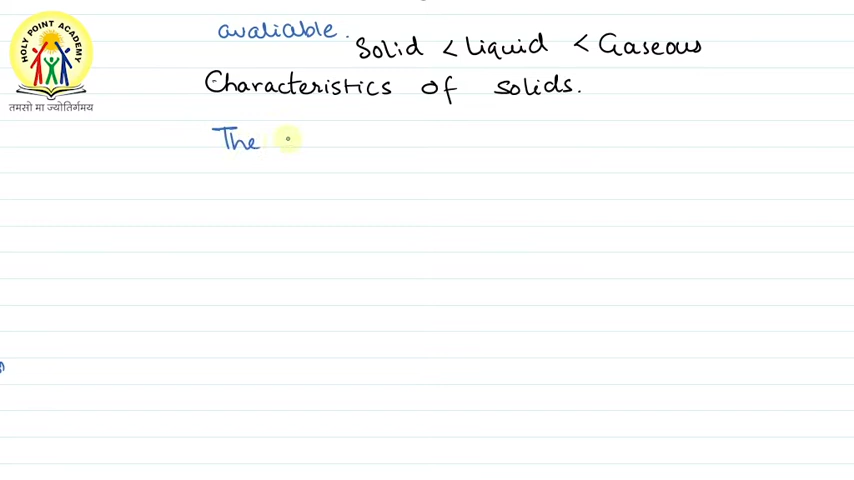 HOLY POINT ACADEMY
तमसो मा ज्योतिर्गमय
avaliable.
Solid < Liquid < Gaseous
Characteristics of solids.
The